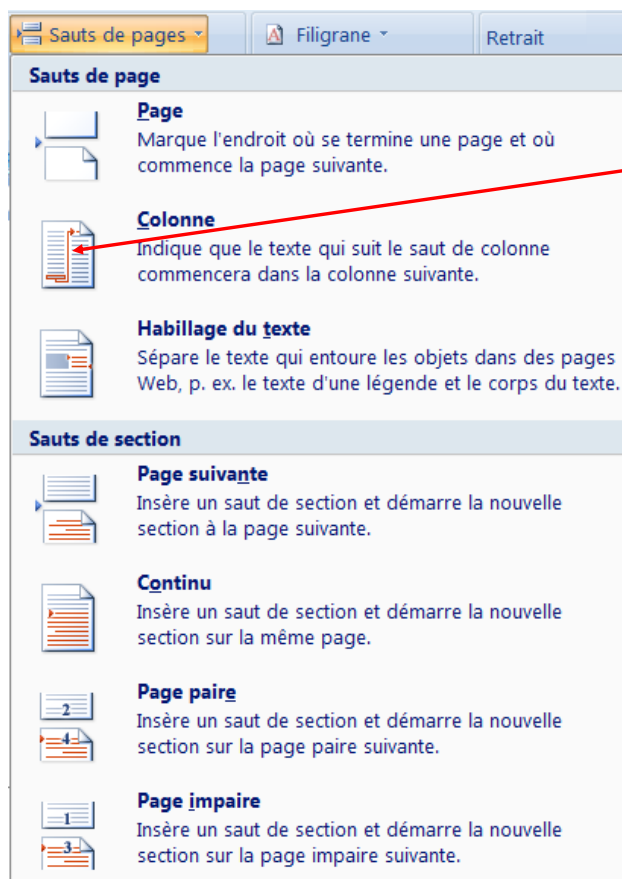 Sauts de pages Filigrane Retrait
Sauts de page
Page
Marque l'endroit où se termine une page et où
commence la page suivante.
Colonne
Indique que le texte qui suit le saut de colonne
commencera dans la colonne suivante.
Habillage du texte
Sépare le texte qui entoure les objets dans des pages
Web, p. ex. le texte d'une légende et le corps du texte.
Sauts de section
Page suivante
Insère un saut de section et démarre la nouvelle
section à la page suivante.
Continu
Insère un saut de section et démarre la nouvelle
section sur la même page.
2
4
Page paire
Insère un saut de section et démarre la nouvelle
section sur la page paire suivante.
1
3
Page impaire
Insère un saut de section et démarre la nouvelle
section sur la page impaire suivante.